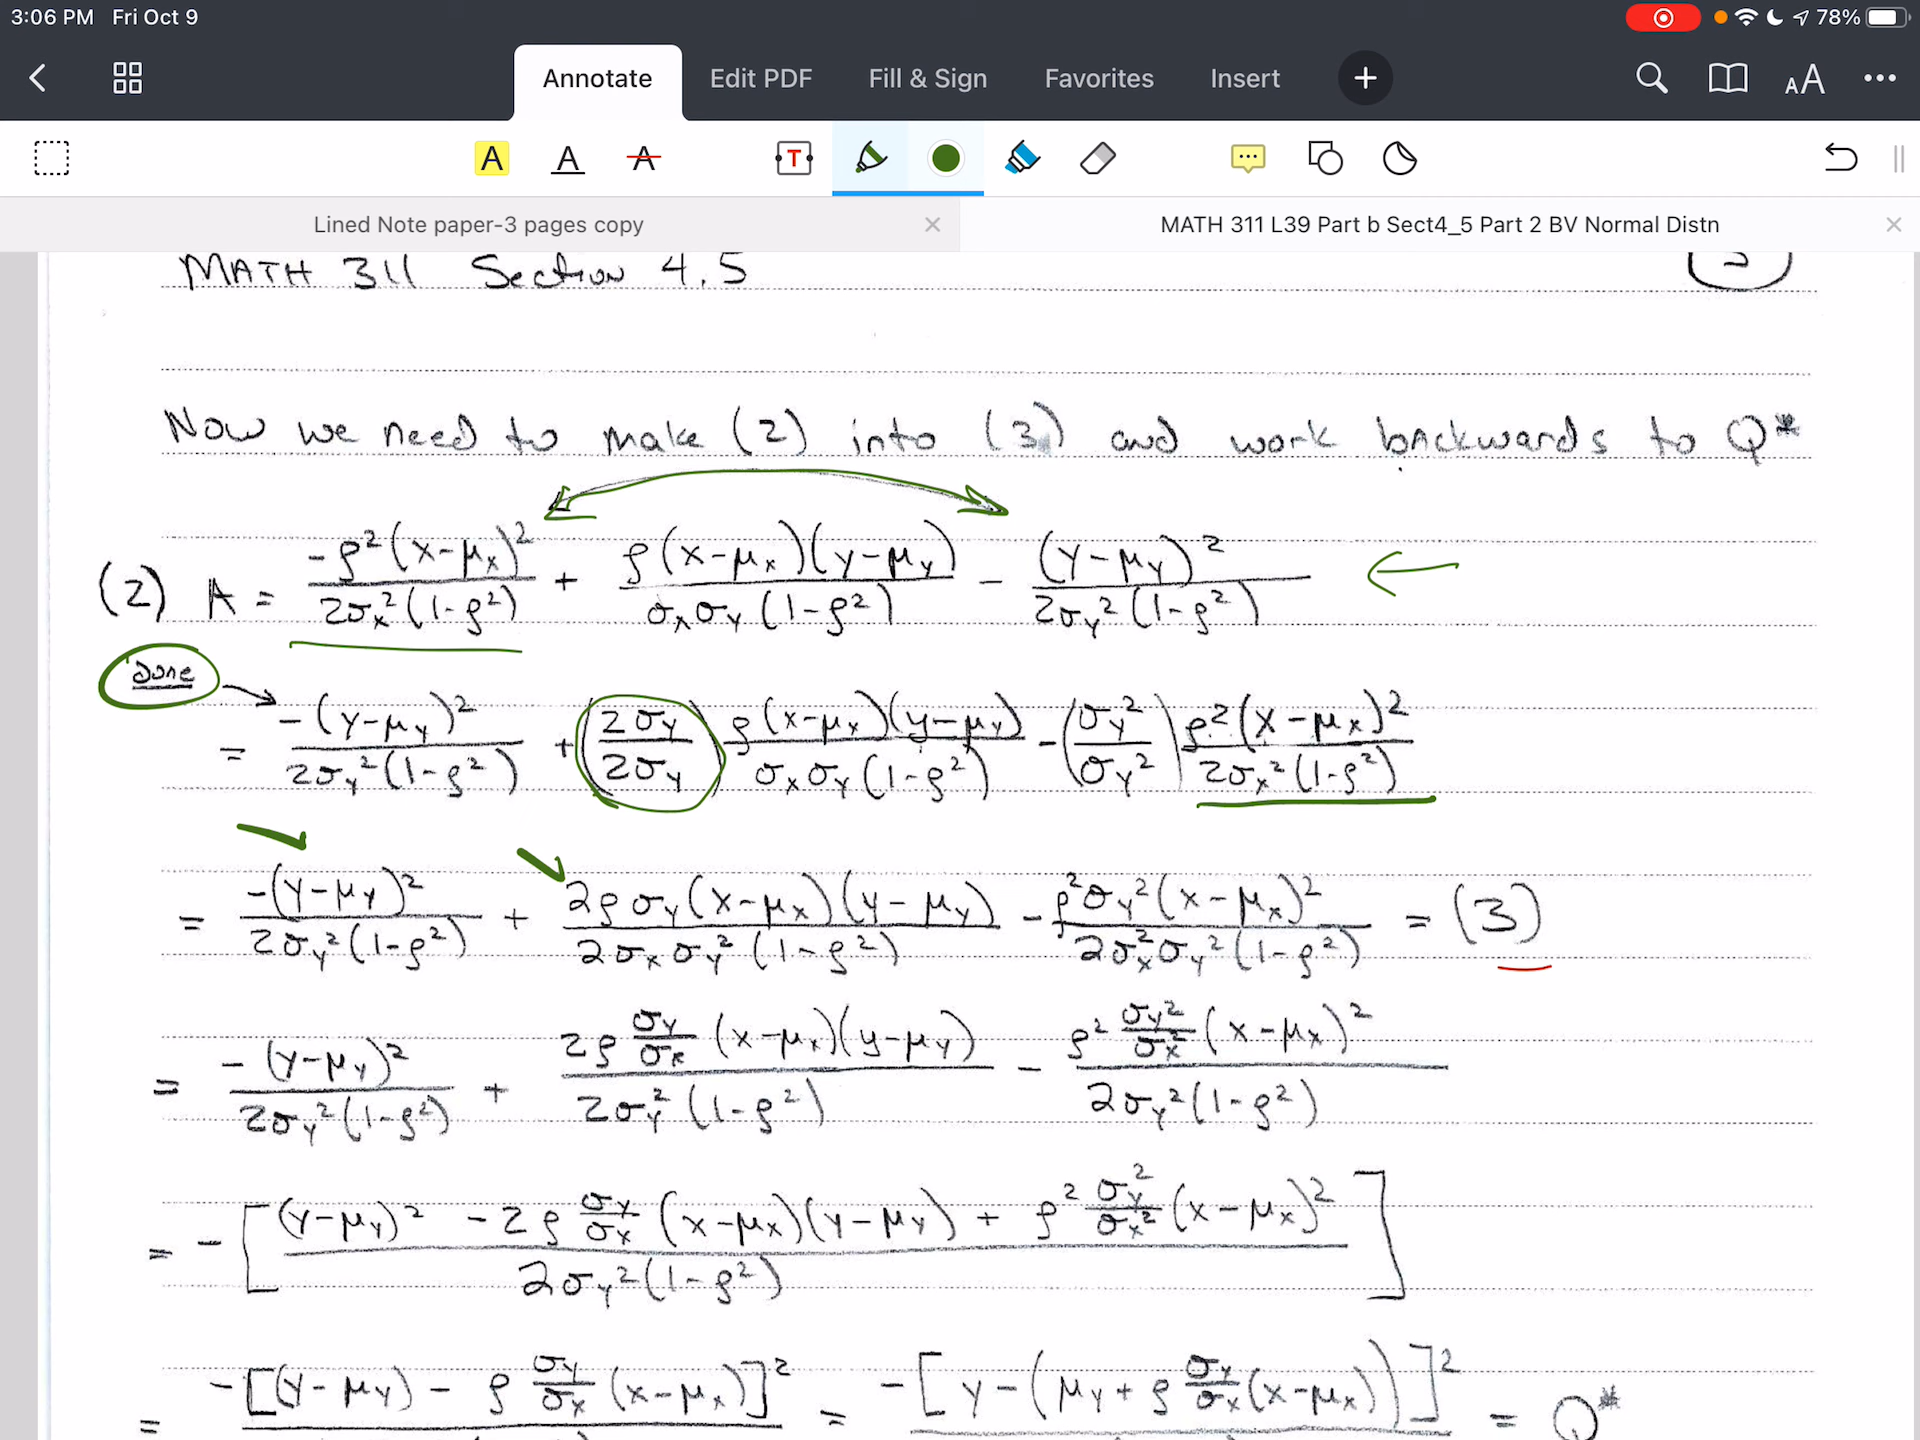 3:06 PM Fri Oct 9 78%
Annotate Edit PDF Fill & Sign Favorites Insert
A A A T AA
Lined Note paper-3 pages copy MATH 311 L39 Part b Sect4_5 Part 2 BV Normal Distn
MATH 311 Section 4.5
Now we need to make (2) into (3) and work backwards to Q*
(2) A = -ρ²(x-μx)² / 2σx²(1-ρ²) + ρ(x-μx)(y-μy) / σxσy(1-ρ²) - (y-μy)² / 2σy²(1-ρ²)
Done
= -(y-μy)² / 2σy²(1-ρ²) + (2σy / 2σy) ρ(x-μx)(y-μy) / σxσy(1-ρ²) - (σy² / σy²) ρ²(x-μx)² / 2σx²(1-ρ²)
= -(y-μy)² / 2σy²(1-ρ²) + 2ρσy(x-μx)(y-μy) / 2σxσy²(1-ρ²) - ρ²σy²(x-μx)² / 2σx²σy²(1-ρ²) = (3)
= -(y-μy)² / 2σy²(1-ρ²) + 2ρ σy/σx (x-μx)(y-μy) / 2σy²(1-ρ²) - ρ² σy²/σx² (x-μx)² / 2σy²(1-ρ²)
= -[(y-μy)² - 2ρ σy/σx (x-μx)(y-μy) + ρ² σy²/σx² (x-μx)² / 2σy²(1-ρ²)]
= -[(y-μy) - ρ σy/σx (x-μx)]² = -[y-(μy + ρ σy/σx (x-μx))]² = Q*